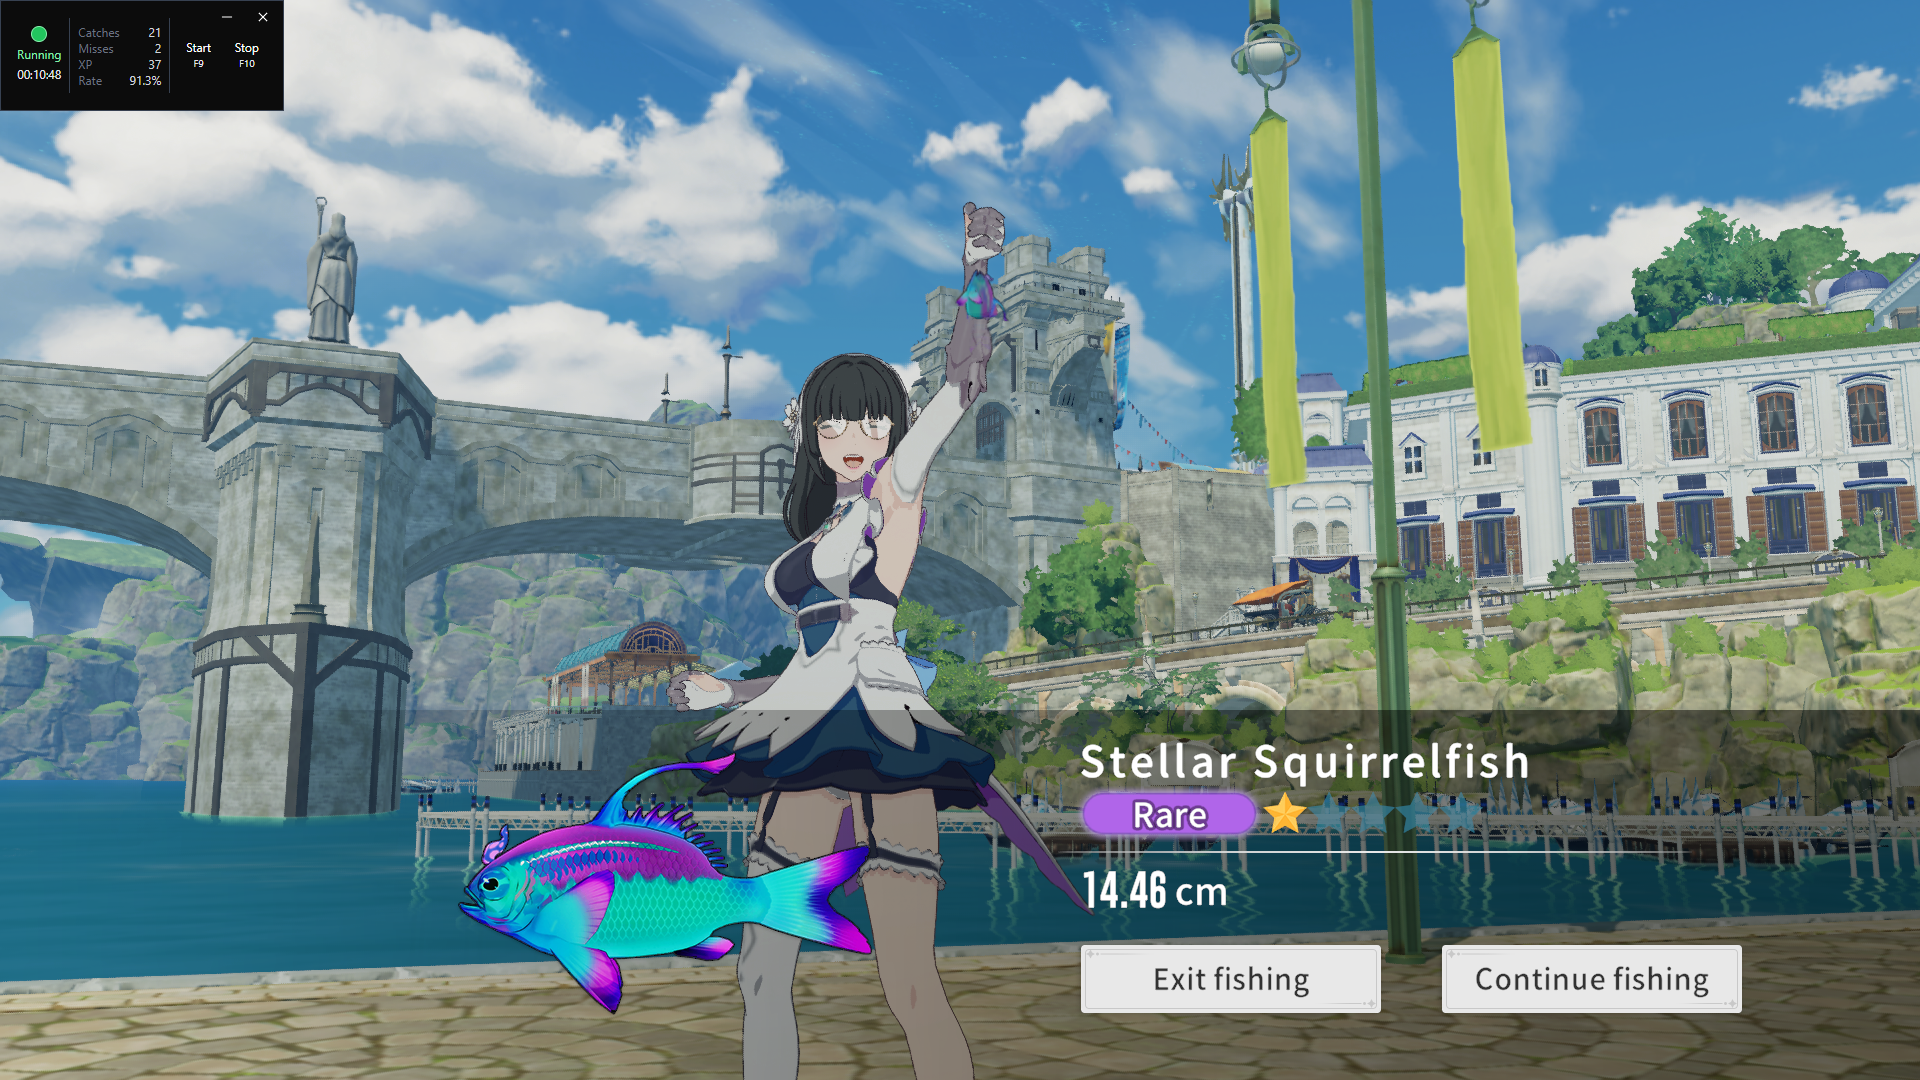 Running
00:10:48
Catches 21
Misses 2
XP 37
Rate 91.3%
Start
F9
Stop
F10
Stellar Squirrelfish
Rare
14.46 cm
Exit fishing
Continue fishing